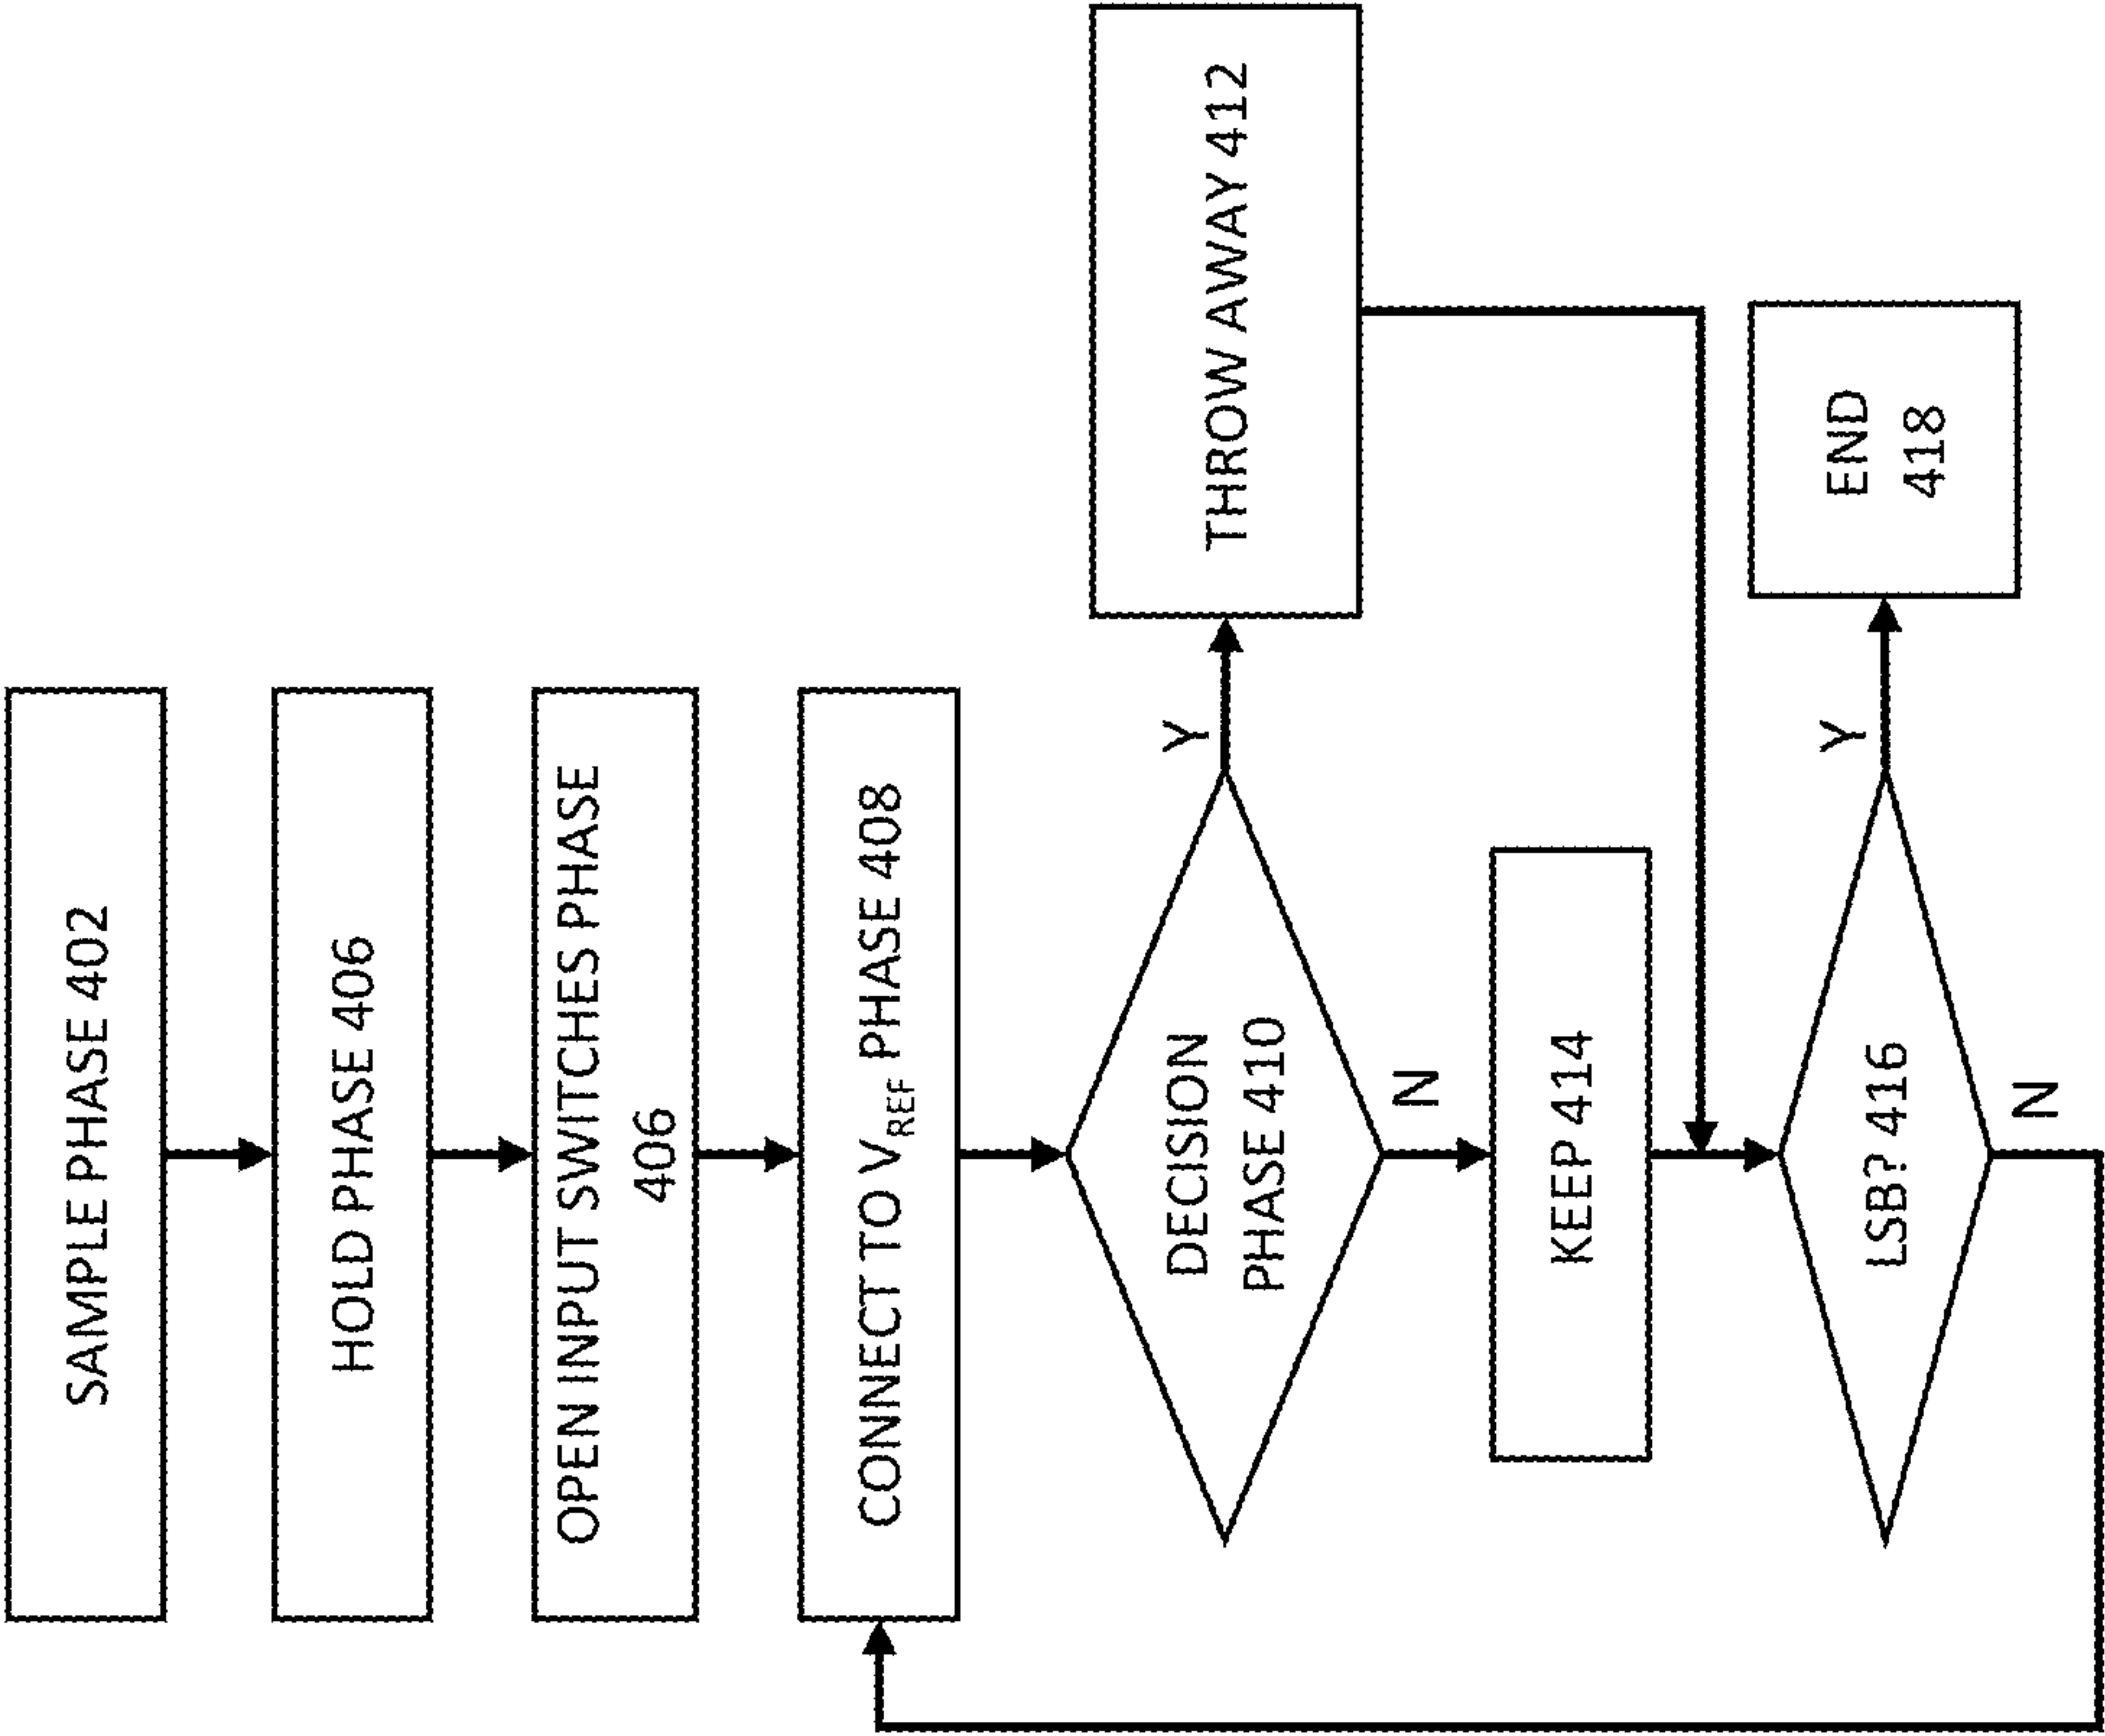 SAMPLE PHASE 402
HOLD PHASE 406
OPEN INPUT SWITCHES PHASE
406
CONNECT TO VREF PHASE 408
DECISION
PHASE 410
Y
THROW AWAY 412
N
KEEP 414
LSB? 416
Y
END
418
N